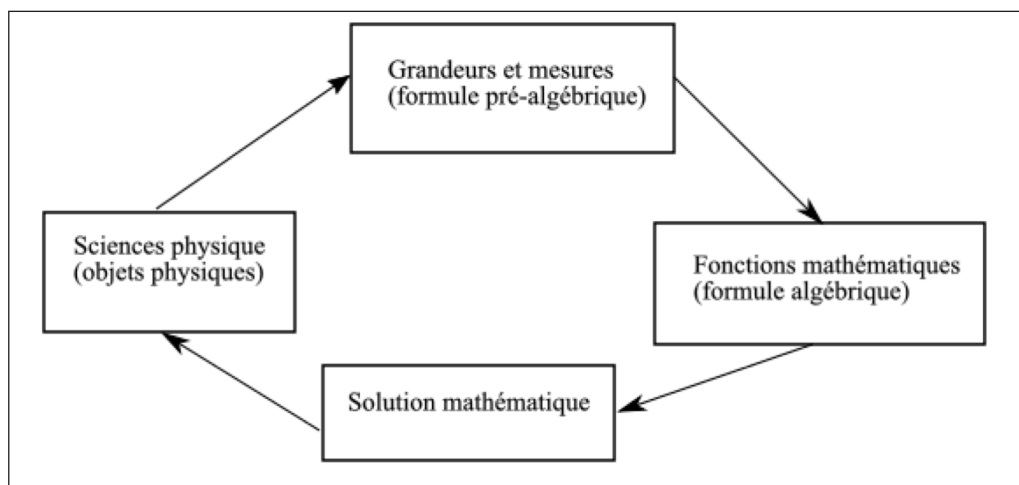 Grandeurs et mesures
(formule pré-algébrique)
Sciences physique
(objets physiques)
Fonctions mathématiques
(formule algébrique)
Solution mathématique